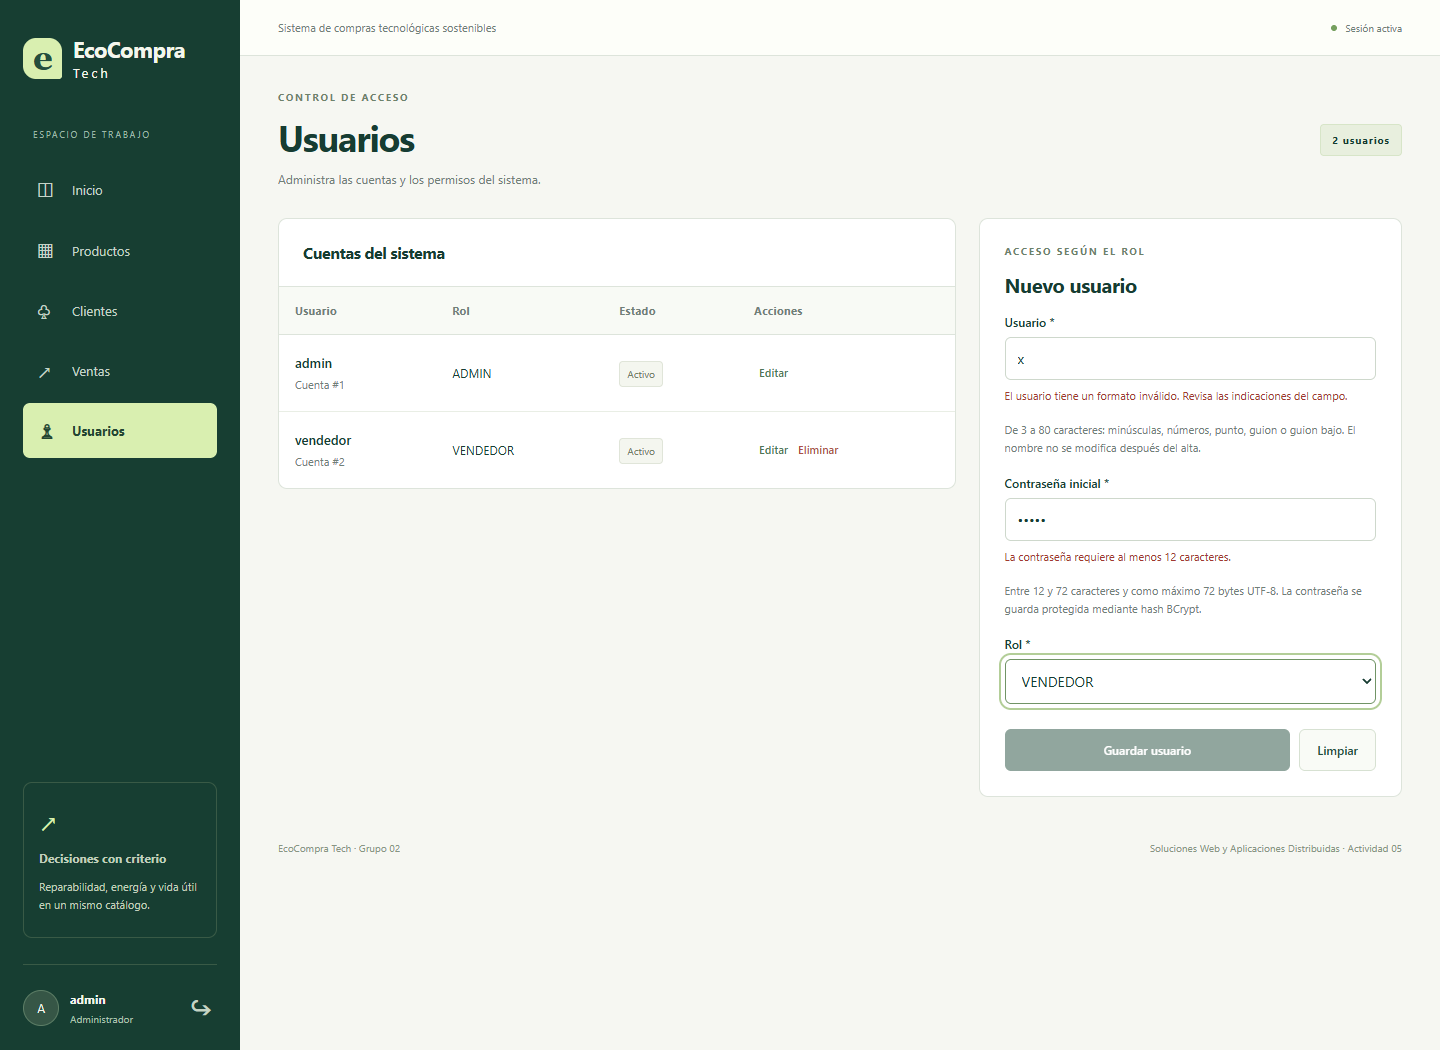 e EcoCompra
Tech
ESPACIO DE TRABAJO
Inicio
Productos
Clientes
Ventas
Usuarios
Decisiones con criterio
Reparabilidad, energía y vida útil
en un mismo catálogo.
A admin
Administrador
Sistema de compras tecnológicas sostenibles
Sesión activa
CONTROL DE ACCESO
Usuarios
2 usuarios
Administra las cuentas y los permisos del sistema.
Cuentas del sistema
Usuario Rol Estado Acciones
admin
Cuenta #1
ADMIN Activo Editar
vendedor
Cuenta #2
VENDEDOR Activo Editar Eliminar
ACCESO SEGÚN EL ROL
Nuevo usuario
Usuario *
x
El usuario tiene un formato inválido. Revisa las indicaciones del campo.
De 3 a 80 caracteres: minúsculas, números, punto, guion o guion bajo. El
nombre no se modifica después del alta.
Contraseña inicial *
•••••
La contraseña requiere al menos 12 caracteres.
Entre 12 y 72 caracteres y como máximo 72 bytes UTF-8. La contraseña se
guarda protegida mediante hash BCrypt.
Rol *
VENDEDOR
Guardar usuario Limpiar
EcoCompra Tech · Grupo 02
Soluciones Web y Aplicaciones Distribuidas · Actividad 05